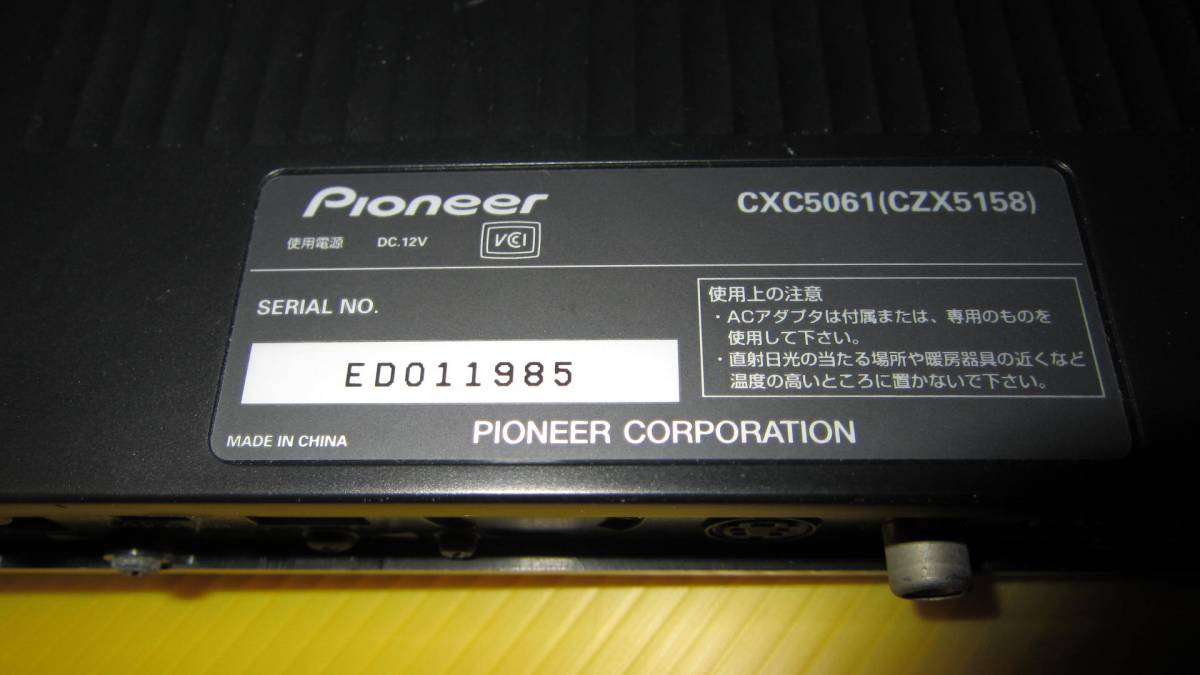 Pioneer
CXC5061(CZX5158)
使用電源 DC.12V VCI
SERIAL NO.
ED011985
使用上の注意
・ACアダプタは付属または、専用のものを
使用して下さい。
・直射日光の当たる場所や暖房器具の近くなど
温度の高いところに置かないで下さい。
MADE IN CHINA
PIONEER CORPORATION